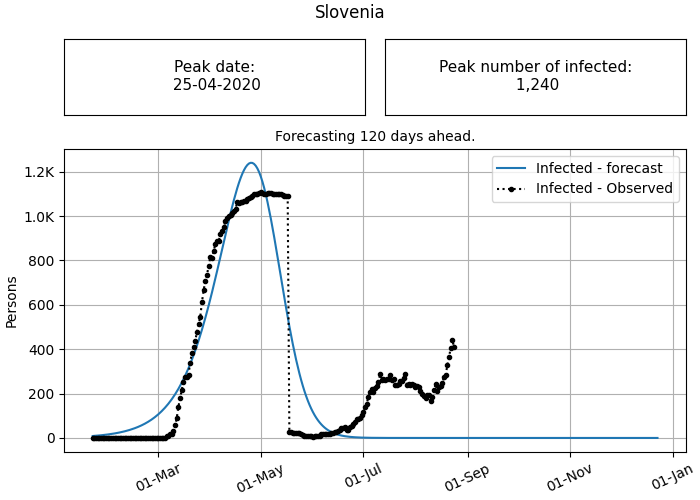 Slovenia
Peak date:
25-04-2020
Peak number of infected:
1,240
Forecasting 120 days ahead.
Infected - forecast
Infected - Observed
1.2K
1.0K
800
600
400
200
0
Persons
01-Mar
01-May
01-Jul
01-Sep
01-Nov
01-Jan